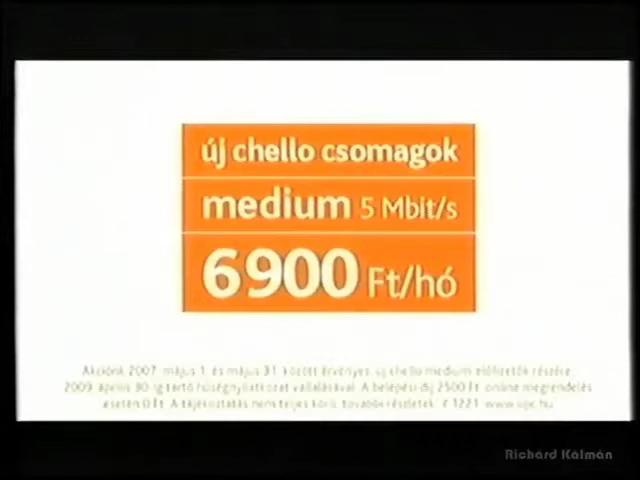 új chello csomagok
medium 5 Mbit/s
6900 Ft/hó
Akciónk 2007. május 1. és május 31. között érvényes, új chello medium előfizetők részére,
2009. április 30-ig tartó hűségnyilatkozat vállalásával. A belépési díj 2500 Ft, online megrendelés
esetén 0 Ft. A tájékoztatás nem teljes körű, további részletek: T 1221, www.upc.hu
Richard Kálmán